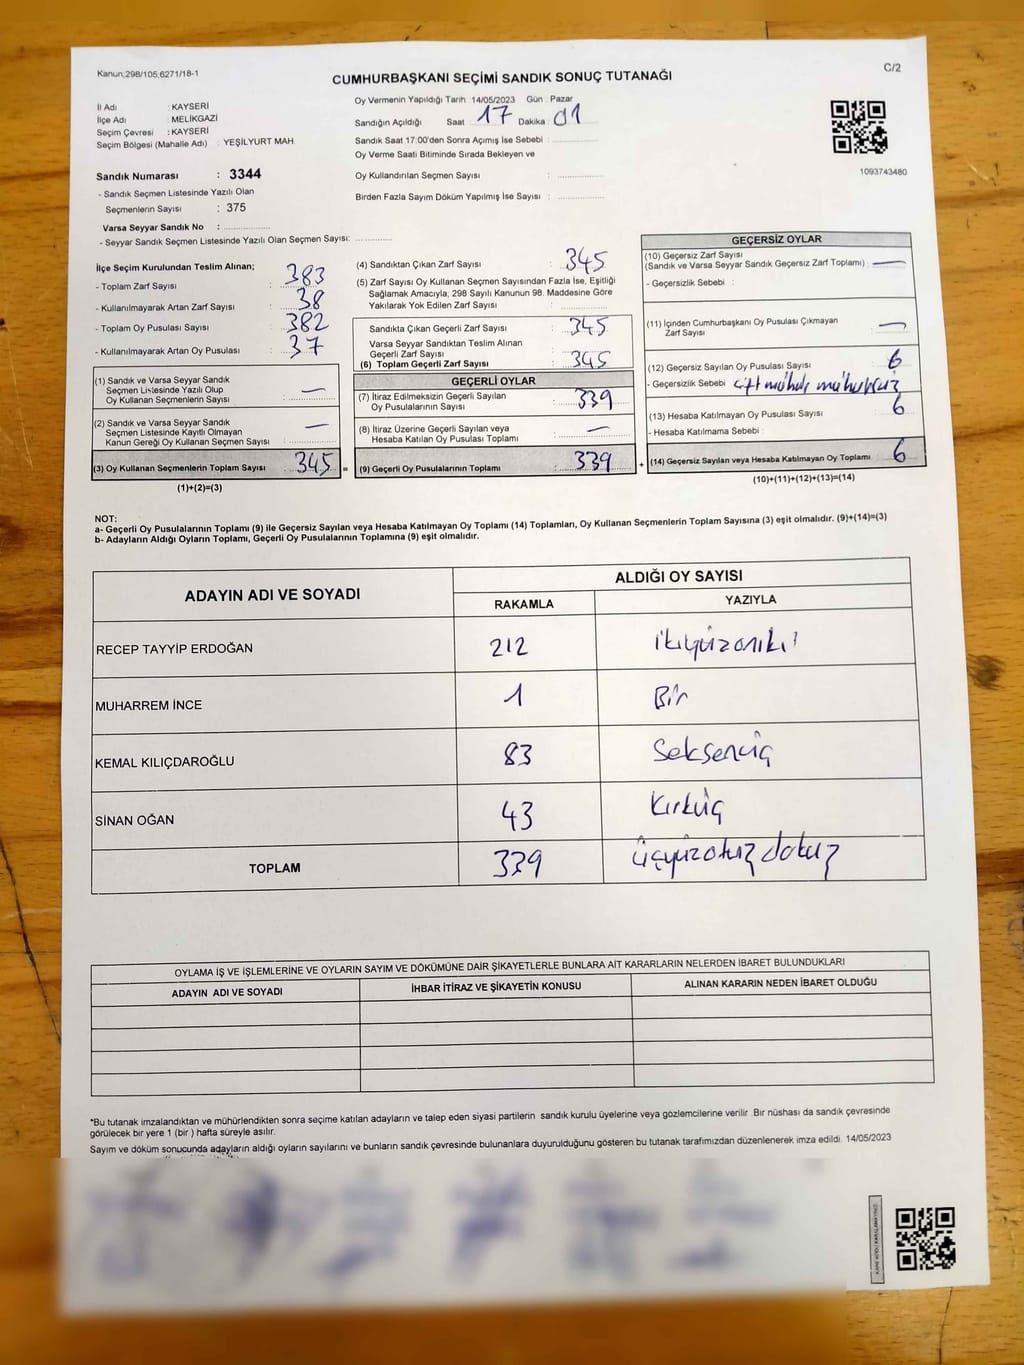 Kanun;298/105;6271/18-1
CUMHURBAŞKANI SEÇİMİ SANDIK SONUÇ TUTANAĞI
C/2
İl Adı : KAYSERİ
İlçe Adı : MELİKGAZİ
Seçim Çevresi : KAYSERİ
Seçim Bölgesi (Mahalle Adı) : YEŞİLYURT MAH.
Sandık Numarası : 3344
- Sandık Seçmen Listesinde Yazılı Olan
Seçmenlerin Sayısı : 375
Varsa Seyyar Sandık No :
- Seyyar Sandık Seçmen Listesinde Yazılı Olan Seçmen Sayısı:
Oy Vermenin Yapıldığı Tarih 14/05/2023 Gün : Pazar
Sandığın Açıldığı Saat 17 Dakika 01
Sandık Saat 17:00'den Sonra Açımış İse Sebebi :
Oy Verme Saati Bitiminde Sırada Bekleyen ve
Oy Kullandırılan Seçmen Sayısı :
Birden Fazla Sayım Döküm Yapılmış İse Sayısı :
1093743480
İlçe Seçim Kurulundan Teslim Alınan;
- Toplam Zarf Sayısı : 383
- Kullanılmayarak Artan Zarf Sayısı : 38
- Toplam Oy Pusulası Sayısı : 382
- Kullanılmayarak Artan Oy Pusulası : 37
(1) Sandık ve Varsa Seyyar Sandık
Seçmen Listesinde Yazılı Olup
Oy Kullanan Seçmenlerin Sayısı : —
(2) Sandık ve Varsa Seyyar Sandık
Seçmen Listesinde Kayıtlı Olmayan
Kanun Gereği Oy Kullanan Seçmen Sayısı : —
(3) Oy Kullanan Seçmenlerin Toplam Sayısı : 345 =
(1)+(2)=(3)
(4) Sandıktan Çıkan Zarf Sayısı : 345
(5) Zarf Sayısı Oy Kullanan Seçmen Sayısından Fazla İse, Eşitliği
Sağlamak Amacıyla; 298 Sayılı Kanunun 98. Maddesine Göre
Yakılarak Yok Edilen Zarf Sayısı :
Sandıkta Çıkan Geçerli Zarf Sayısı : 345
Varsa Seyyar Sandıktan Teslim Alınan
Geçerli Zarf Sayısı
(6) Toplam Geçerli Zarf Sayısı : 345
GEÇERLİ OYLAR
(7) İtiraz Edilmeksizin Geçerli Sayılan
Oy Pusulalarının Sayısı : 339
(8) İtiraz Üzerine Geçerli Sayılan veya
Hesaba Katılan Oy Pusulası Toplamı : —
(9) Geçerli Oy Pusulalarının Toplamı : 339 +
GEÇERSİZ OYLAR
(10) Geçersiz Zarf Sayısı
(Sandık ve Varsa Seyyar Sandık Geçersiz Zarf Toplamı) : —
- Geçersizlik Sebebi :
(11) İçinden Cumhurbaşkanı Oy Pusulası Çıkmayan
Zarf Sayısı : —
(12) Geçersiz Sayılan Oy Pusulası Sayısı : 6
- Geçersizlik Sebebi : çift mühür mühürsüz
(13) Hesaba Katılmayan Oy Pusulası Sayısı : 6
- Hesaba Katılmama Sebebi :
(14) Geçersiz Sayılan veya Hesaba Katılmayan Oy Toplamı : 6
(10)+(11)+(12)+(13)=(14)
NOT:
a- Geçerli Oy Pusulalarının Toplamı (9) ile Geçersiz Sayılan veya Hesaba Katılmayan Oy Toplamı (14) Toplamları, Oy Kullanan Seçmenlerin Toplam Sayısına (3) eşit olmalıdır. (9)+(14)=(3)
b- Adayların Aldığı Oyların Toplamı, Geçerli Oy Pusulalarının Toplamına (9) eşit olmalıdır.
ADAYIN ADI VE SOYADI
ALDIĞI OY SAYISI
RAKAMLA YAZIYLA
RECEP TAYYİP ERDOĞAN 212 ikiyüzoniki
MUHARREM İNCE 1 Bir
KEMAL KILIÇDAROĞLU 83 Seksenüç
SİNAN OĞAN 43 Kırküç
TOPLAM 339 üçyüzotuzdokuz
OYLAMA İŞ VE İŞLEMLERİNE VE OYLARIN SAYIM VE DÖKÜMÜNE DAİR ŞİKAYETLERLE BUNLARA AİT KARARLARIN NELERDEN İBARET BULUNDUKLARI
ADAYIN ADI VE SOYADI İHBAR İTİRAZ VE ŞİKAYETİN KONUSU ALINAN KARARIN NEDEN İBARET OLDUĞU
*Bu tutanak imzalandıktan ve mühürlendikten sonra seçime katılan adayların ve talep eden siyasi partilerin sandık kurulu üyelerine veya gözlemcilerine verilir. Bir nüshası da sandık çevresinde
görülecek bir yere 1 (bir ) hafta süreyle asılır.
Sayım ve döküm sonucunda adayların aldığı oyların sayılarını ve bunların sandık çevresinde bulunanlara duyurulduğunu gösteren bu tutanak tarafımızdan düzenlenerek imza edildi. 14/05/2023